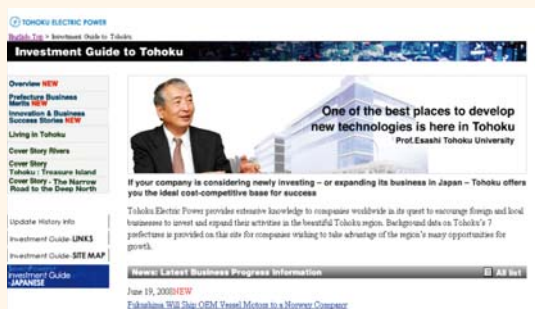 TOHOKU ELECTRIC POWER
English Top > Investment Guide to Tohoku
Investment Guide to Tohoku
Overview NEW
Prefecture Business
Merits NEW
Innovation & Business
Success Stories NEW
Living in Tohoku
Cover Story Rivers
Cover Story
Tohoku : Treasure Island
Cover Story - The Narrow
Road to the Deep North
Update History Info
Investment Guide-LINKS
Investment Guide-SITE MAP
Investment Guide
-JAPANESE
One of the best places to develop
new technologies is here in Tohoku
Prof.Esashi Tohoku University
If your company is considering newly investing – or expanding its business in Japan – Tohoku offers
you the ideal cost-competitive base for success
Tohoku Electric Power provides extensive knowledge to companies worldwide in its quest to encourage foreign and local
businesses to invest and expand their activities in the beautiful Tohoku region. Background data on Tohoku's 7
prefectures is provided on this site for companies wishing to take advantage of the region's many opportunities for
growth.
News: Latest Business Progress Information
All list
June 19, 2008NEW
Fukushima Will Ship OEM Vessel Motors to a Norway Company